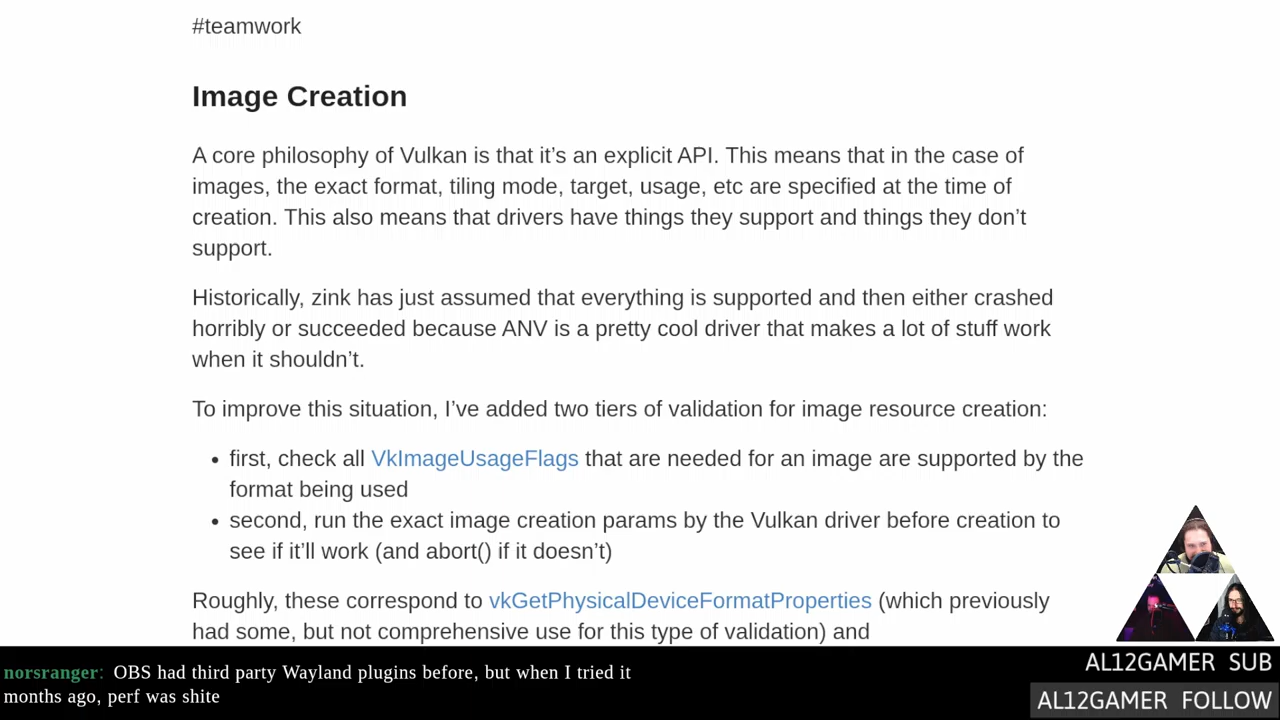 #teamwork
Image Creation
A core philosophy of Vulkan is that it’s an explicit API. This means that in the case of
images, the exact format, tiling mode, target, usage, etc are specified at the time of
creation. This also means that drivers have things they support and things they don’t
support.
Historically, zink has just assumed that everything is supported and then either crashed
horribly or succeeded because ANV is a pretty cool driver that makes a lot of stuff work
when it shouldn’t.
To improve this situation, I’ve added two tiers of validation for image resource creation:
• first, check all VkImageUsageFlags that are needed for an image are supported by the
format being used
• second, run the exact image creation params by the Vulkan driver before creation to
see if it’ll work (and abort() if it doesn’t)
Roughly, these correspond to vkGetPhysicalDeviceFormatProperties (which previously
had some, but not comprehensive use for this type of validation) and
norsranger: OBS had third party Wayland plugins before, but when I tried it
months ago, perf was shite
AL12GAMER SUB
AL12GAMER FOLLOW